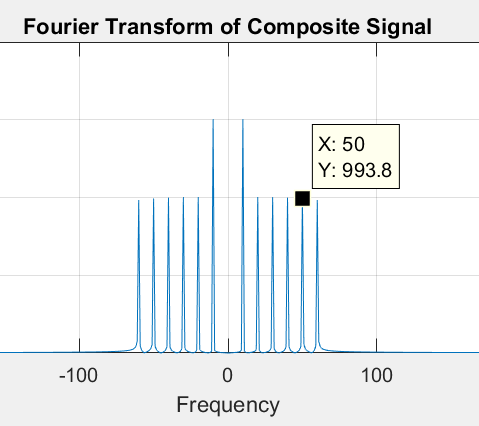 Fourier Transform of Composite Signal
X: 50
Y: 993.8
-100 0 100
Frequency